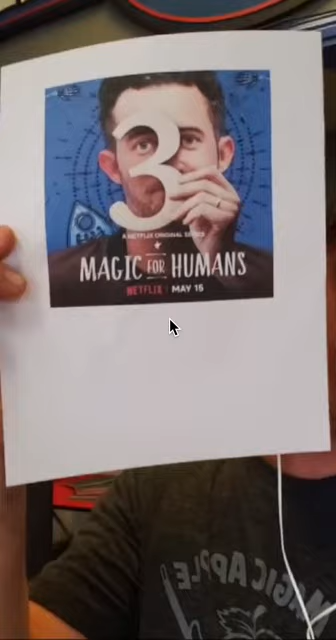 3
A NETFLIX ORIGINAL SERIES
MAGIC FOR HUMANS
NETFLIX | MAY 15
MAGIC APPLE